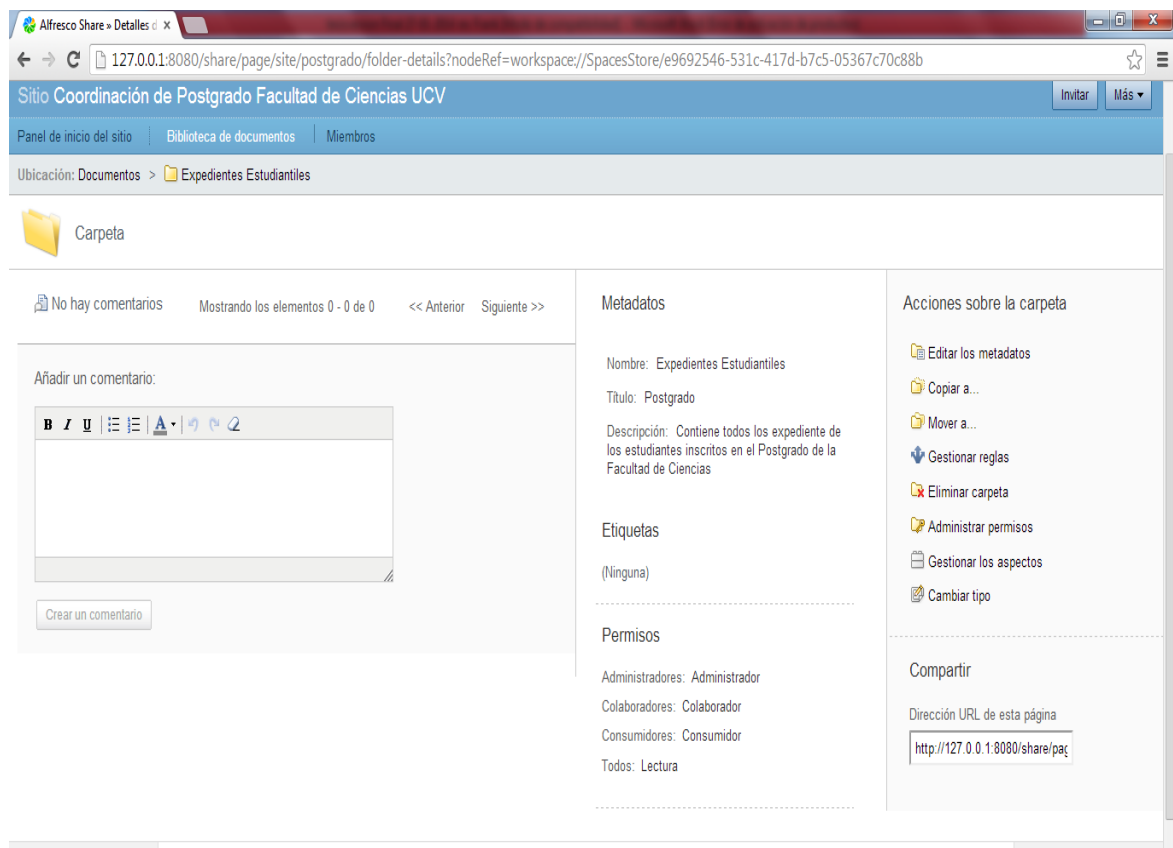 Alfresco Share » Detalles d x
127.0.0.1:8080/share/page/site/postgrado/folder-details?nodeRef=workspace://SpacesStore/e9692546-531c-417d-b7c5-05367c70c88b
Sitio Coordinación de Postgrado Facultad de Ciencias UCV
Invitar Más
Panel de inicio del sitio Biblioteca de documentos Miembros
Ubicación: Documentos > Expedientes Estudiantiles
Carpeta
No hay comentarios Mostrando los elementos 0 - 0 de 0 << Anterior Siguiente >>
Añadir un comentario:
B I U A
Crear un comentario
Metadatos
Nombre: Expedientes Estudiantiles
Título: Postgrado
Descripción: Contiene todos los expediente de
los estudiantes inscritos en el Postgrado de la
Facultad de Ciencias
Etiquetas
(Ninguna)
Permisos
Administradores: Administrador
Colaboradores: Colaborador
Consumidores: Consumidor
Todos: Lectura
Acciones sobre la carpeta
Editar los metadatos
Copiar a...
Mover a...
Gestionar reglas
Eliminar carpeta
Administrar permisos
Gestionar los aspectos
Cambiar tipo
Compartir
Dirección URL de esta página
http://127.0.0.1:8080/share/pag